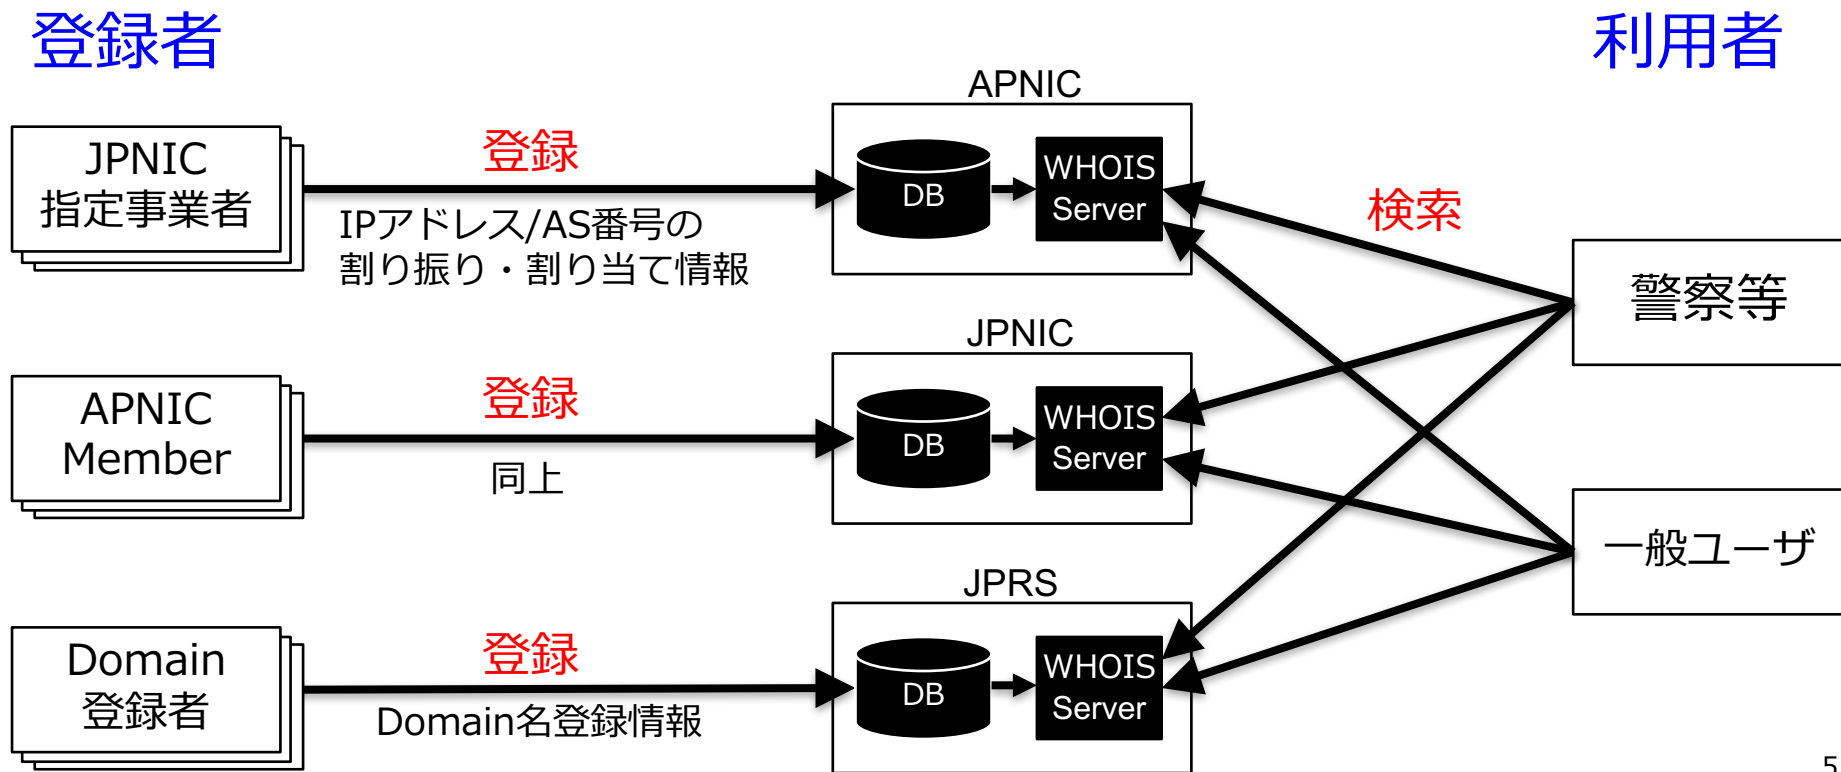 登録者
利用者
JPNIC
指定事業者
登録
IPアドレス/AS番号の
割り振り・割り当て情報
APNIC
DB
WHOIS
Server
検索
警察等
APNIC
Member
登録
同上
JPNIC
DB
WHOIS
Server
一般ユーザ
Domain
登録者
登録
Domain名登録情報
JPRS
DB
WHOIS
Server
5